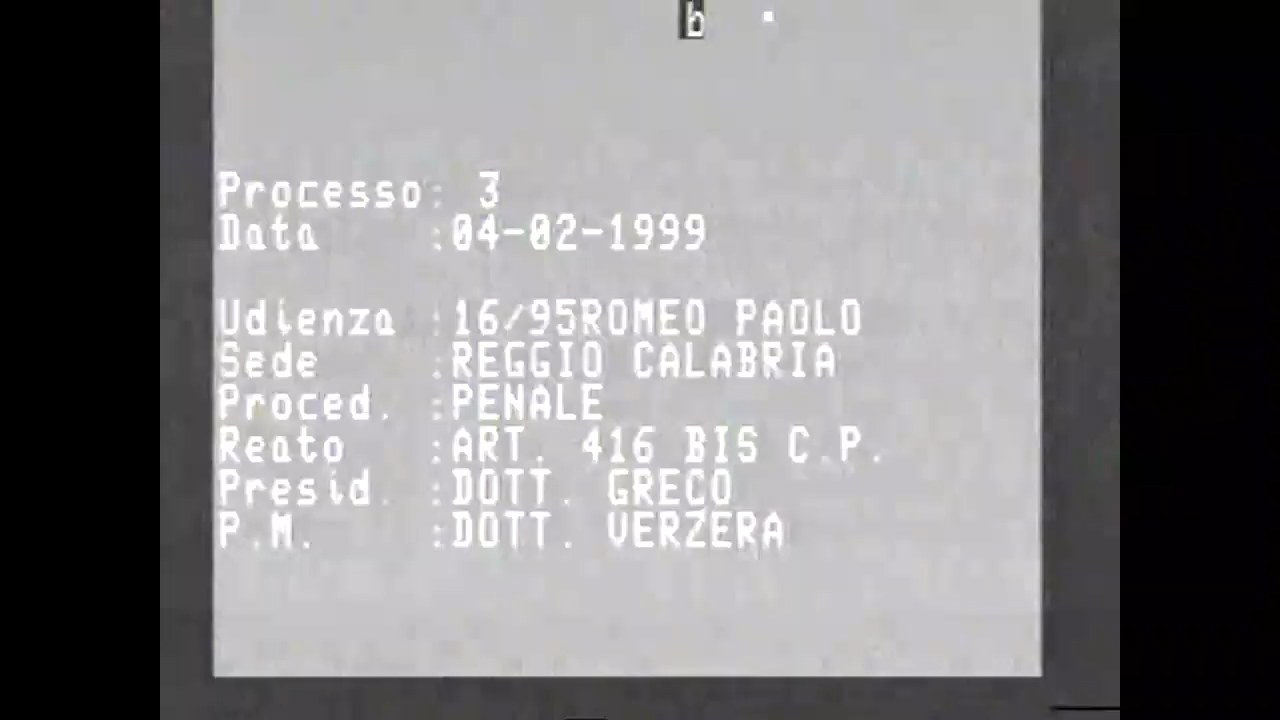 b
Processo: 3
Data :04-02-1999
Udienza :16/95ROMEO PAOLO
Sede :REGGIO CALABRIA
Proced. :PENALE
Reato :ART. 416 BIS C.P.
Presid. :DOTT. GRECO
P.M. :DOTT. VERZERA